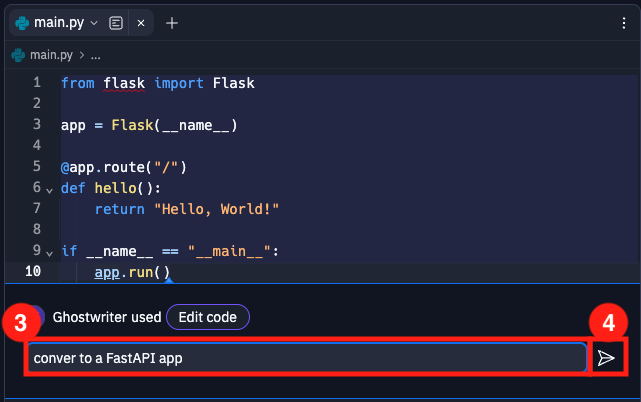 main.py
main.py > ...
1 from flask import Flask
2
3 app = Flask(__name__)
4
5 @app.route("/")
6 def hello():
7     return "Hello, World!"
8
9 if __name__ == "__main__":
10     app.run()
3 Ghostwriter used Edit code 4
conver to a FastAPI app